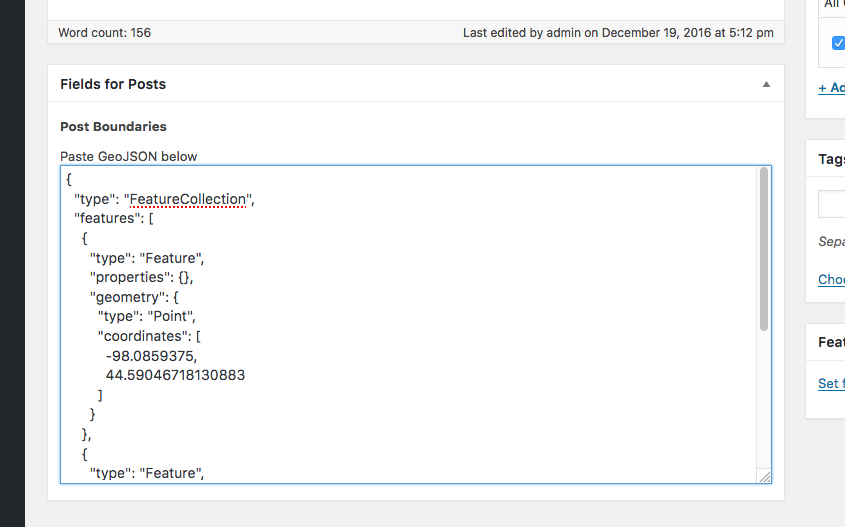 All
Word count: 156
Last edited by admin on December 19, 2016 at 5:12 pm
Fields for Posts
Post Boundaries
Paste GeoJSON below
{
"type": "FeatureCollection",
"features": [
{
"type": "Feature",
"properties": {},
"geometry": {
"type": "Point",
"coordinates": [
-98.0859375,
44.59046718130883
]
}
},
{
"type": "Feature",
+ Ad
Tags
Sepa
Choo
Feat
Set f